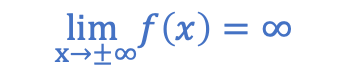 lim x→±∞ f(x) = ∞